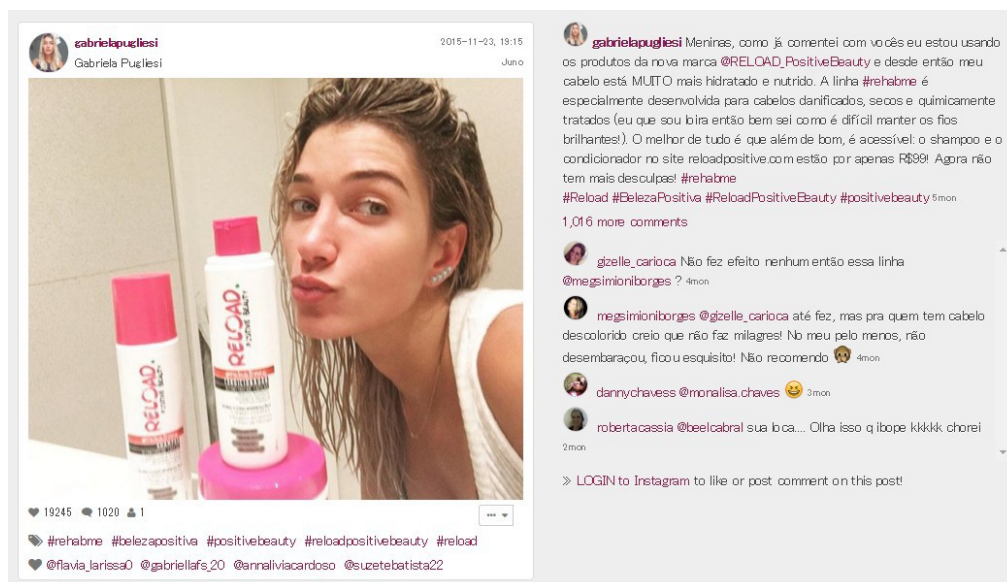 gabrielapugliesi
2015-11-23, 19:15
Gabriela Pugliesi
Juno
RELOAD
POSITIVE BEAUTY
RELOAD
POSITIVE BEAUTY
19245 1020 1
#rehabme #belezapositiva #positivebeauty #reloadpositivebeauty #reload
@flavia_larissa0 @gabriellafs_20 @annaliviacardoso @suzetebatista22
gabrielapugliesi Meninas, como já comentei com vocês eu estou usando
os produtos da nova marca @RELOAD_PositiveBeauty e desde então meu
cabelo está MUITO mais hidratado e nutrido. A linha #rehabme é
especialmente desenvolvida para cabelos danificados, secos e quimicamente
tratados (eu que sou loira então bem sei como é difícil manter os fios
brilhantes!). O melhor de tudo é que além de bom, é acessível: o shampoo e o
condicionador no site reloadpositive.com estão por apenas R$99! Agora não
tem mais desculpas! #rehabme
#Reload #BelezaPositiva #ReloadPositiveBeauty #positivebeauty 5mon
1,016 more comments
gizelle_carioca Não fez efeito nenhum então essa linha
@megsimioniborges ? 4mon
megsimioniborges @gizelle_carioca até fez, mas pra quem tem cabelo
descolorido creio que não faz milagres! No meu pelo menos, não
desembaraçou, ficou esquisito! Não recomendo 🙊 4mon
dannychavess @monalisa.chaves 😆 3mon
robertacassia @beelcabral sua loca.... Olha isso q ibope kkkkk chorei
2mon
» LOGIN to Instagram to like or post comment on this post!